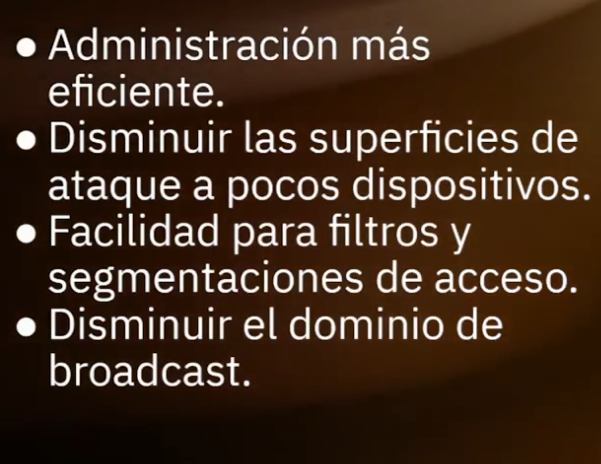 ● Administración más
eficiente.
● Disminuir las superficies de
ataque a pocos dispositivos.
● Facilidad para filtros y
segmentaciones de acceso.
● Disminuir el dominio de
broadcast.